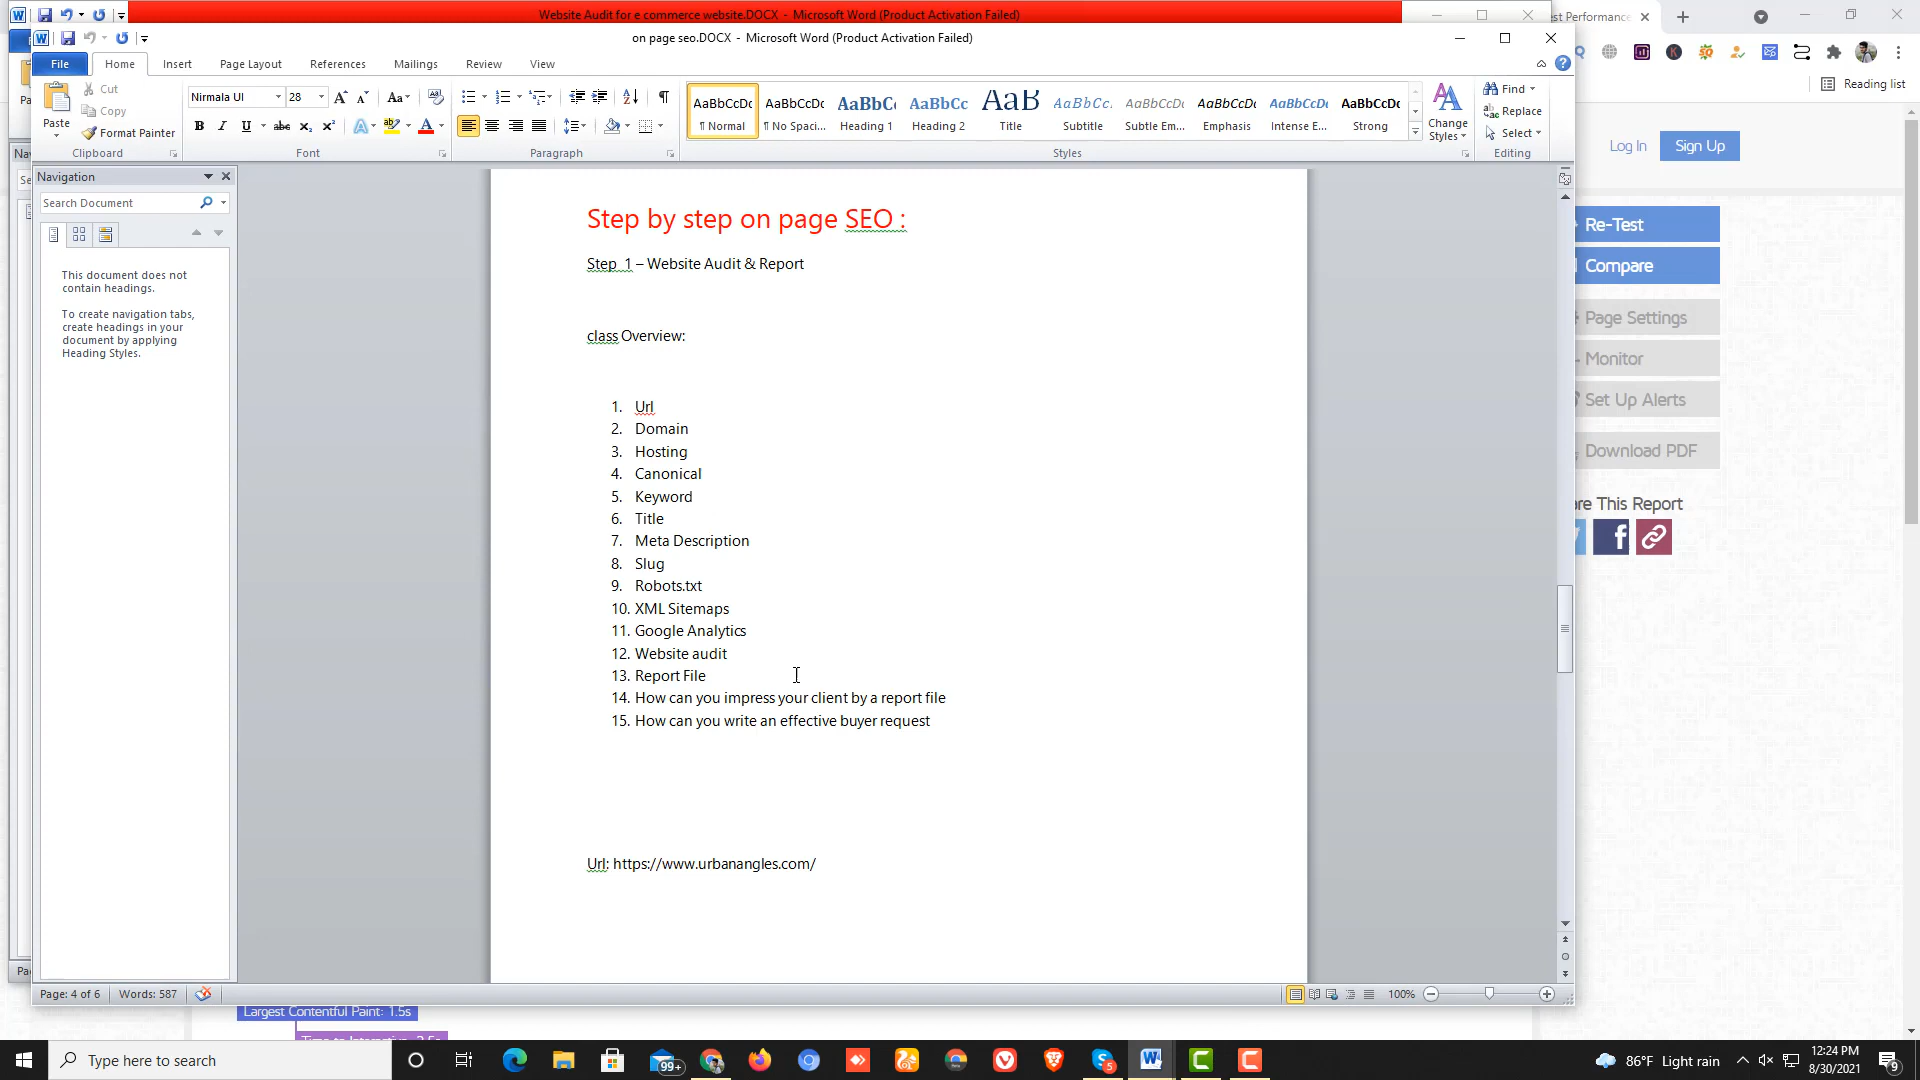 Website Audit for e commerce website.DOCX - Microsoft Word (Product Activation Failed)
est Performance
on page seo.DOCX - Microsoft Word (Product Activation Failed)
File Home Insert Page Layout References Mailings Review View
Reading list
Paste
Cut
Copy
Format Painter
Clipboard
Nirmala UI 28
Font
Paragraph
AaBbCcDc AaBbCcDc AaBbC AaBbCc AaB AaBbCc. AaBbCcDc AaBbCcDc AaBbCcDc AaBbCcDc
¶ Normal ¶ No Spaci... Heading 1 Heading 2 Title Subtitle Subtle Em... Emphasis Intense E... Strong
Styles
Change Styles
Find
Replace
Select
Editing
Log In Sign Up
Navigation
Search Document
This document does not
contain headings.
To create navigation tabs,
create headings in your
document by applying
Heading Styles.
Step by step on page SEO :
Step 1 – Website Audit & Report
class Overview:
1. Url
2. Domain
3. Hosting
4. Canonical
5. Keyword
6. Title
7. Meta Description
8. Slug
9. Robots.txt
10. XML Sitemaps
11. Google Analytics
12. Website audit
13. Report File
14. How can you impress your client by a report file
15. How can you write an effective buyer request
Url: https://www.urbanangles.com/
Re-Test
Compare
Page Settings
Monitor
Set Up Alerts
Download PDF
are This Report
Page: 4 of 6 Words: 587
100%
Largest Contentful Paint: 1.5s
Type here to search
99+
86°F Light rain
12:24 PM
8/30/2021